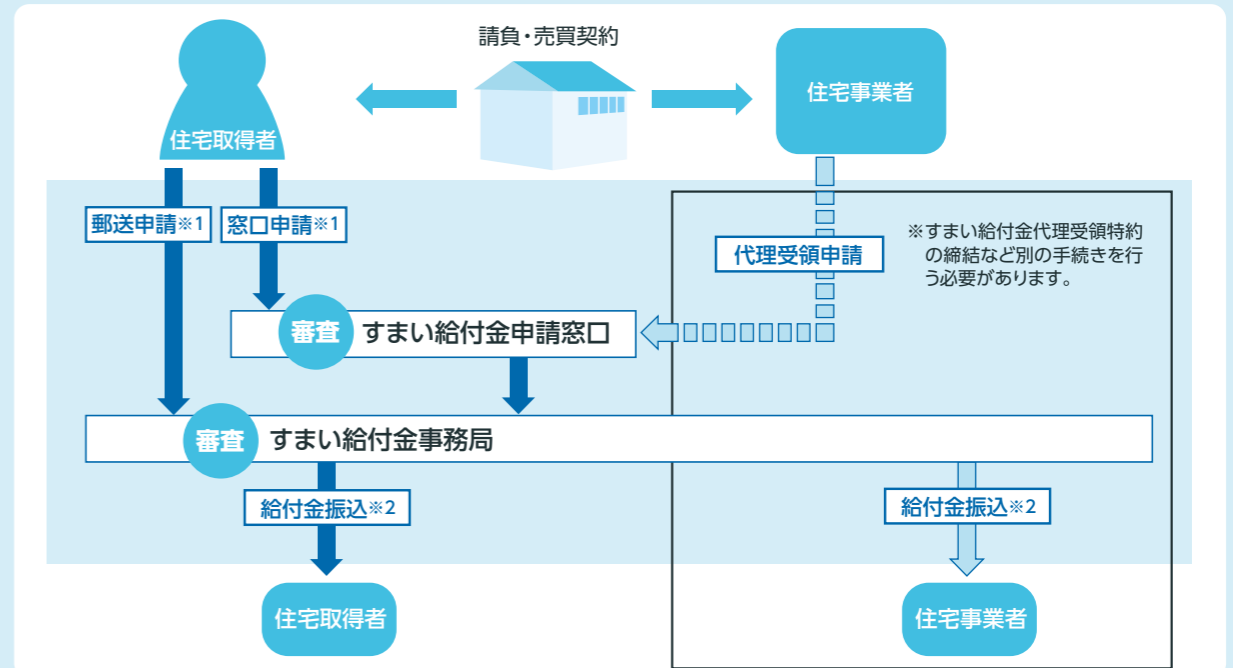 請負・売買契約
住宅取得者
住宅事業者
郵送申請※1
窓口申請※1
代理受領申請
※すまい給付金代理受領特約
の締結など別の手続きを行
う必要があります。
審査 すまい給付金申請窓口
審査 すまい給付金事務局
給付金振込※2
給付金振込※2
住宅取得者
住宅事業者